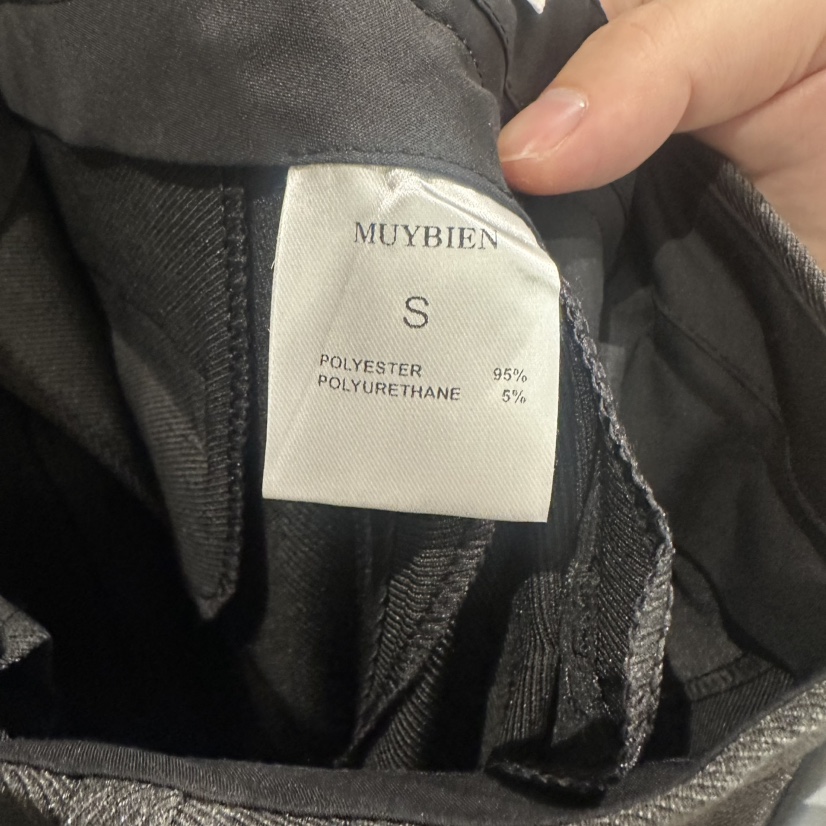 MUYBIEN
S
POLYESTER 95%
POLYURETHANE 5%